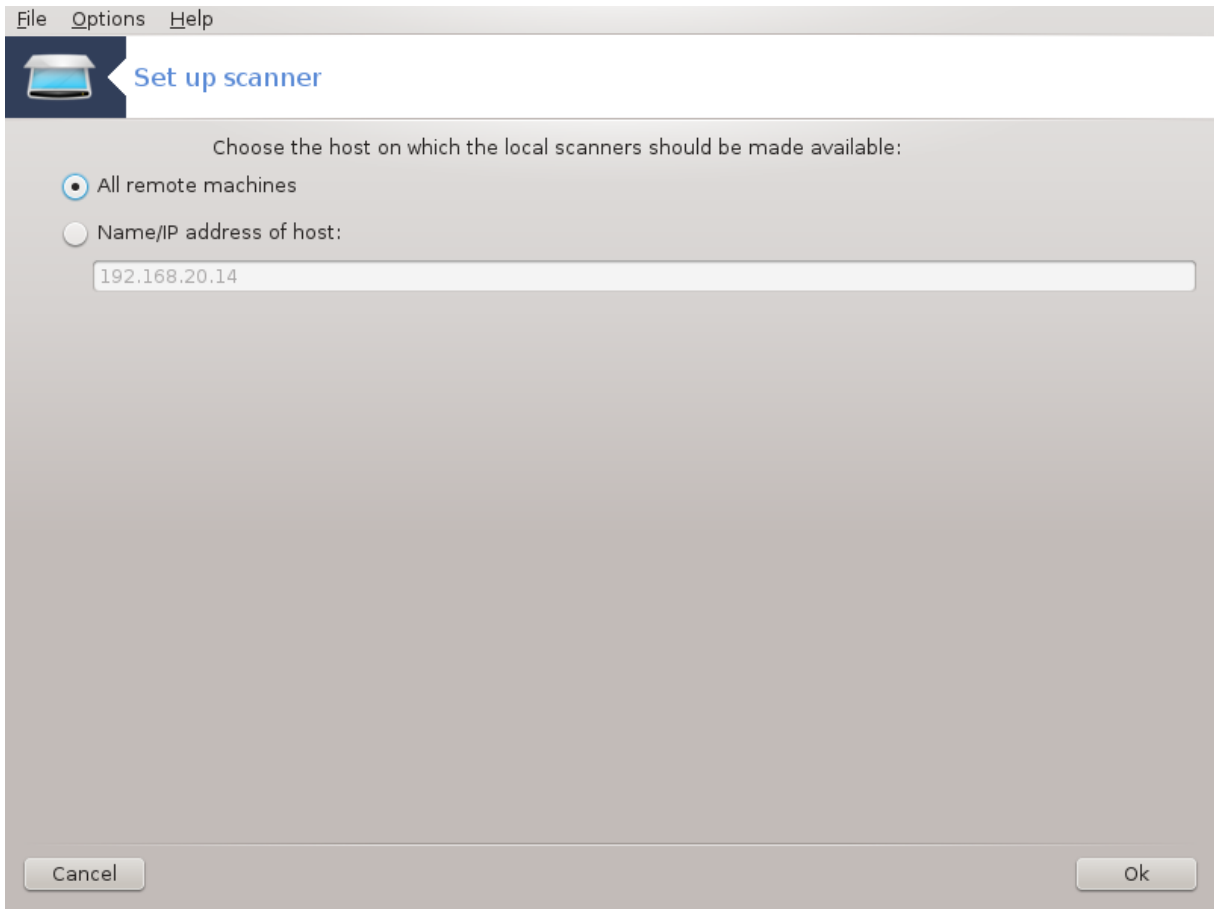 File Options Help
Set up scanner
Choose the host on which the local scanners should be made available:
All remote machines
Name/IP address of host:
192.168.20.14
Cancel Ok